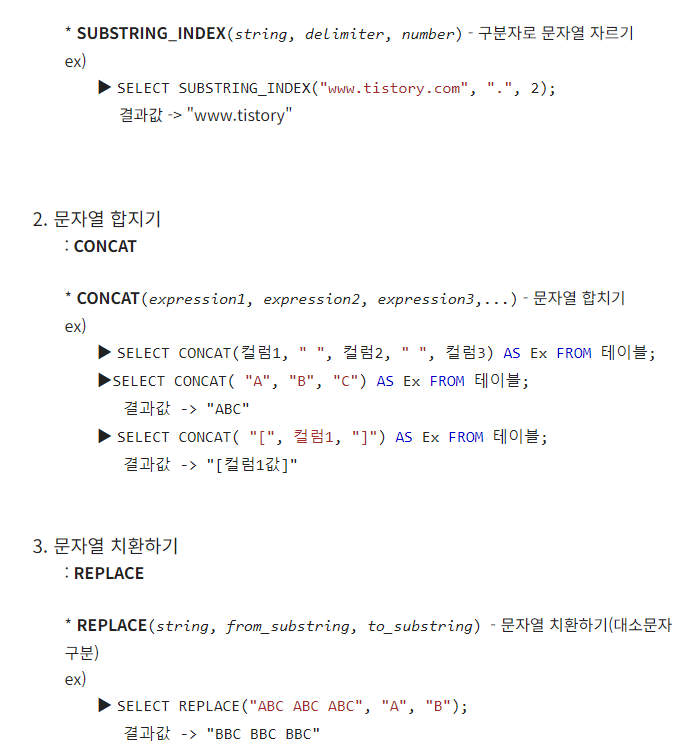 * SUBSTRING_INDEX(string, delimiter, number) - 구분자로 문자열 자르기
ex)
▶ SELECT SUBSTRING_INDEX("www.tistory.com", ".", 2);
결과값 -> "www.tistory"
2. 문자열 합지기
: CONCAT
* CONCAT(expression1, expression2, expression3,...) - 문자열 합치기
ex)
▶ SELECT CONCAT(컬럼1, " ", 컬럼2, " ", 컬럼3) AS Ex FROM 테이블;
▶SELECT CONCAT( "A", "B", "C") AS Ex FROM 테이블;
결과값 -> "ABC"
▶ SELECT CONCAT( "[", 컬럼1, "]") AS Ex FROM 테이블;
결과값 -> "[컬럼1값]"
3. 문자열 치환하기
: REPLACE
* REPLACE(string, from_substring, to_substring) - 문자열 치환하기(대소문자
구분)
ex)
▶ SELECT REPLACE("ABC ABC ABC", "A", "B");
결과값 -> "BBC BBC BBC"